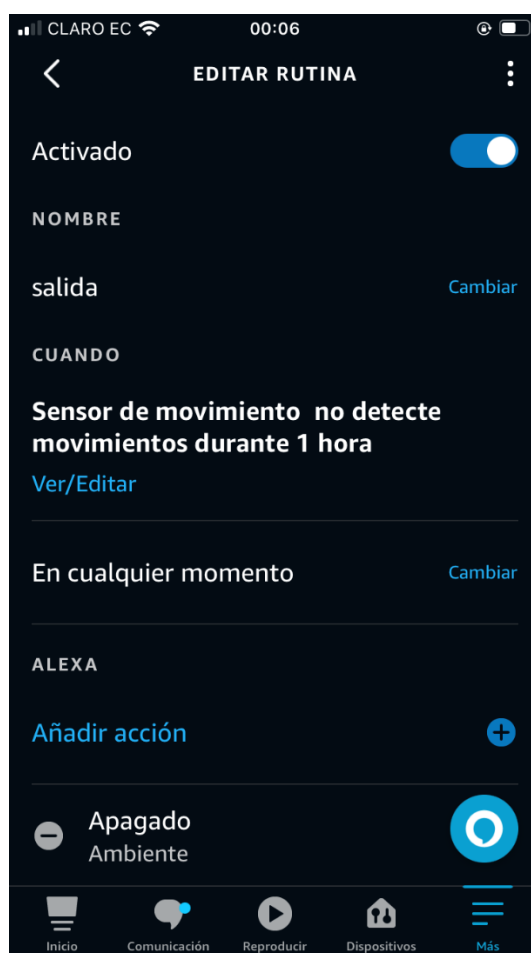 CLARO EC 00:06
EDITAR RUTINA
Activado
NOMBRE
salida Cambiar
CUANDO
Sensor de movimiento no detecte
movimientos durante 1 hora
Ver/Editar
En cualquier momento Cambiar
ALEXA
Añadir acción
Apagado
Ambiente
Inicio Comunicación Reproducir Dispositivos Más